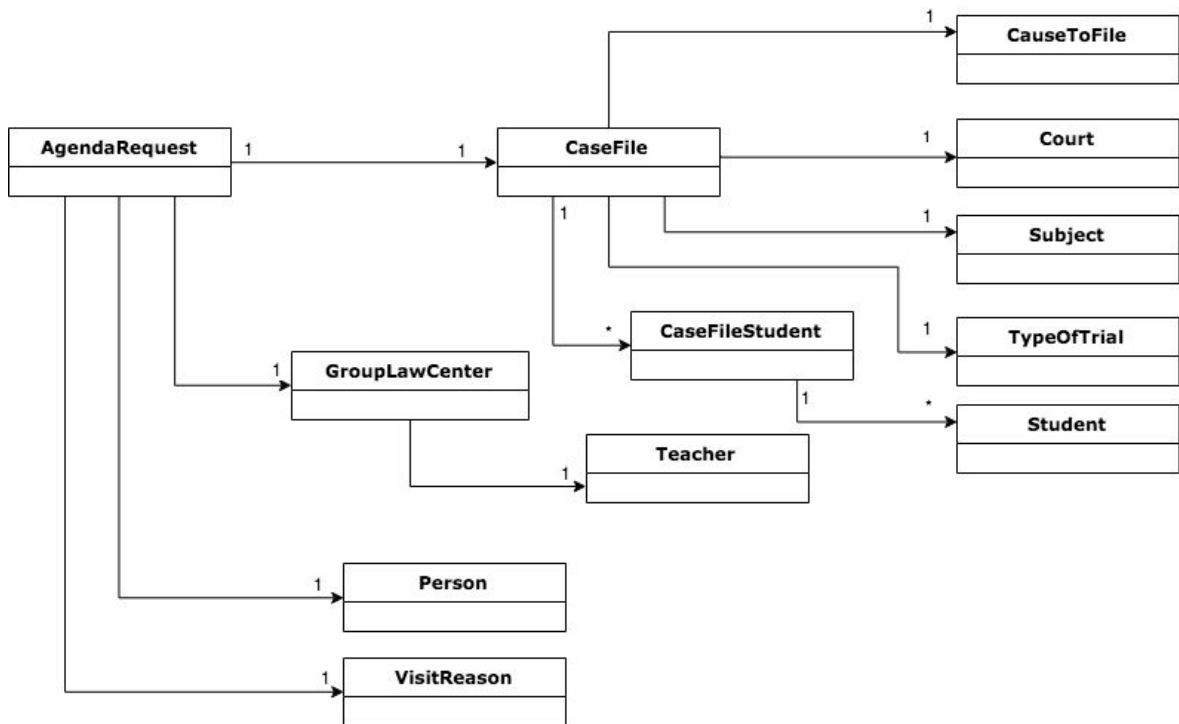 1
CauseToFile
AgendaRequest
1
1
CaseFile
1
Court
1
1
Subject
*
CaseFileStudent
1
TypeOfTrial
1
GroupLawCenter
1
*
Student
1
Teacher
1
Person
1
VisitReason